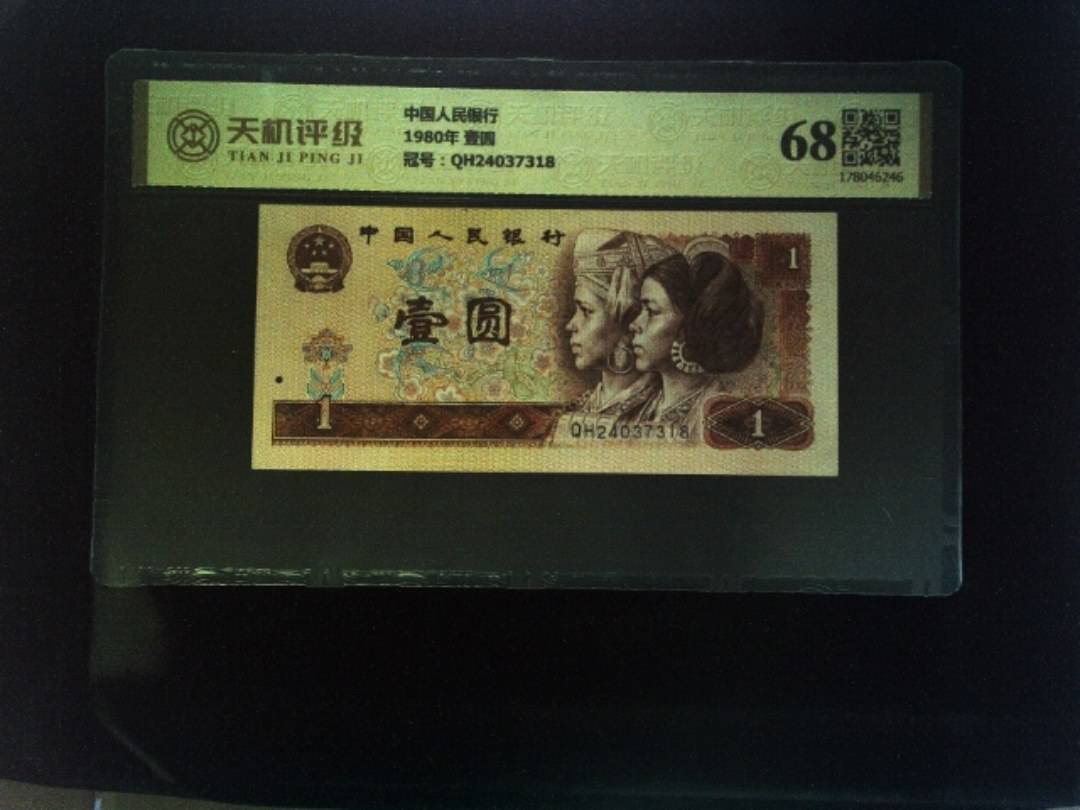 天机评级
TIAN JI PING JI
中国人民银行
1980年 壹圆
冠号：QH24037318
68
178046246
中国人民银行
壹圆
1
1
QH24037318
1